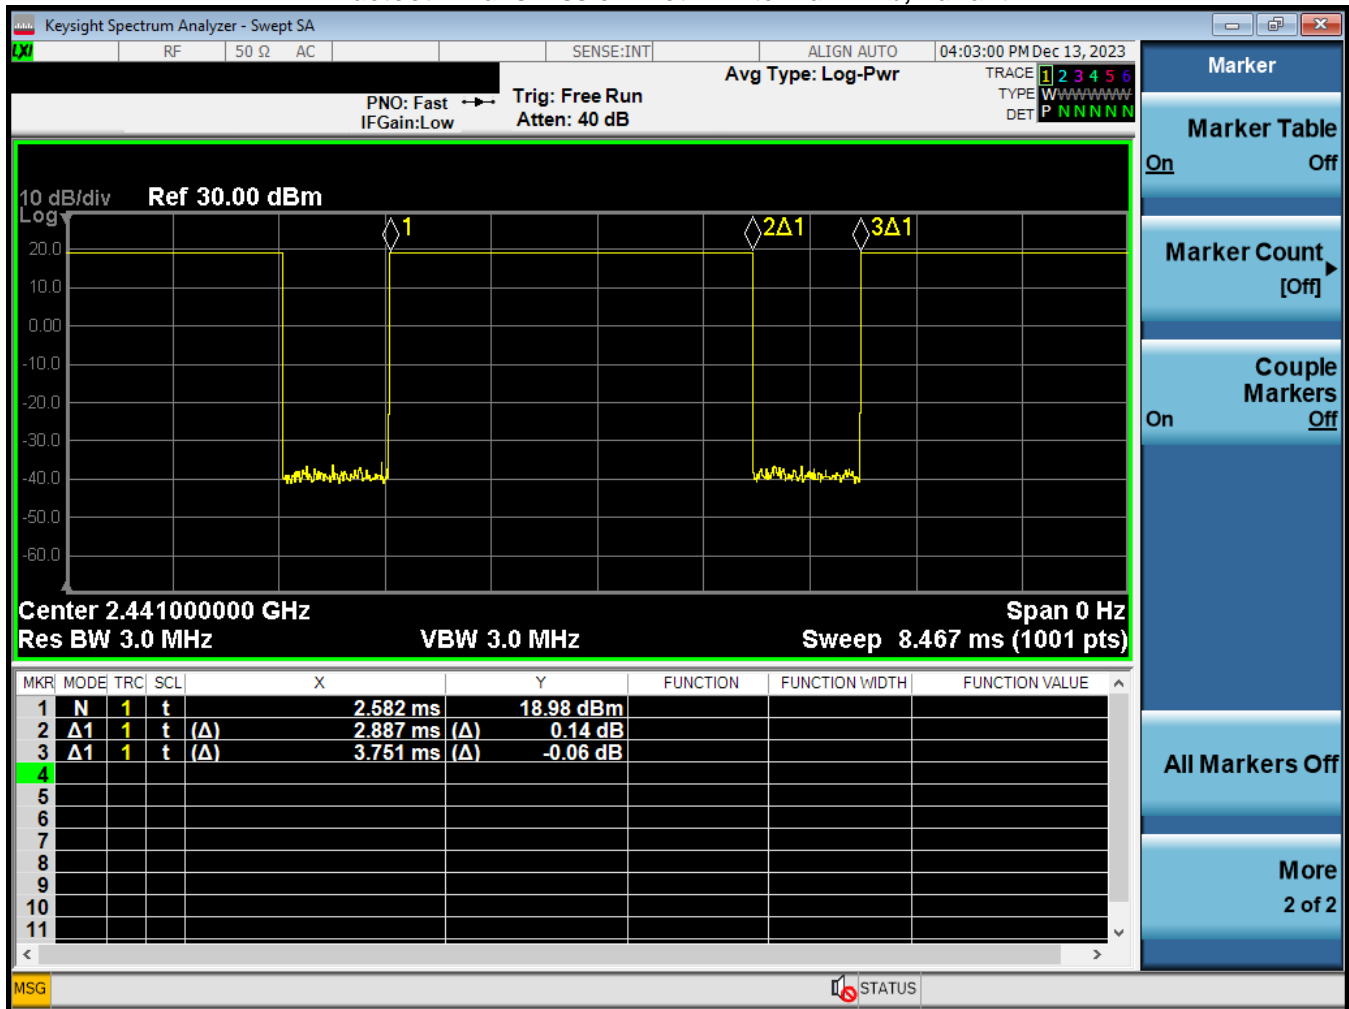 Keysight Spectrum Analyzer - Swept SA
LXI RF 50 Ω AC SENSE:INT ALIGN AUTO 04:03:00 PM Dec 13, 2023
Avg Type: Log-Pwr
TRACE 1 2 3 4 5 6
PNO: Fast Trig: Free Run
TYPE WWWWWW
IFGain:Low Atten: 40 dB
DET P N N N N N
10 dB/div Ref 30.00 dBm
Log
1 2Δ1 3Δ1
20.0
10.0
0.00
-10.0
-20.0
-30.0
-40.0
-50.0
-60.0
Center 2.441000000 GHz Span 0 Hz
Res BW 3.0 MHz VBW 3.0 MHz Sweep 8.467 ms (1001 pts)
MKR MODE TRC SCL X Y FUNCTION FUNCTION WIDTH FUNCTION VALUE
1 N 1 t 2.582 ms 18.98 dBm
2 Δ1 1 t (Δ) 2.887 ms (Δ) 0.14 dB
3 Δ1 1 t (Δ) 3.751 ms (Δ) -0.06 dB
4
5
6
7
8
9
10
11
MSG STATUS
Marker
Marker Table
On Off
Marker Count
[Off]
Couple
Markers
On Off
All Markers Off
More
2 of 2